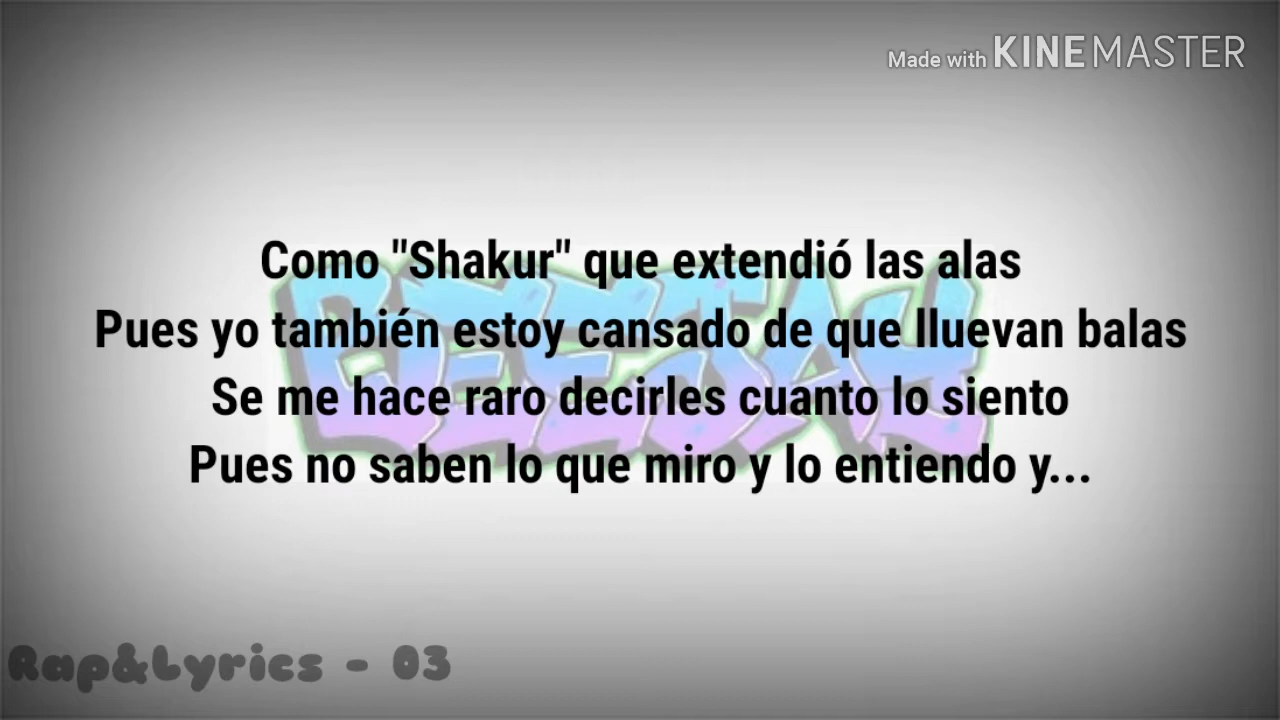 Made with KINEMASTER
Como "Shakur" que extendió las alas
Pues yo también estoy cansado de que lluevan balas
BEEJAY
Se me hace raro decirles cuanto lo siento
Pues no saben lo que miro y lo entiendo y...
Rap&Lyrics - 03